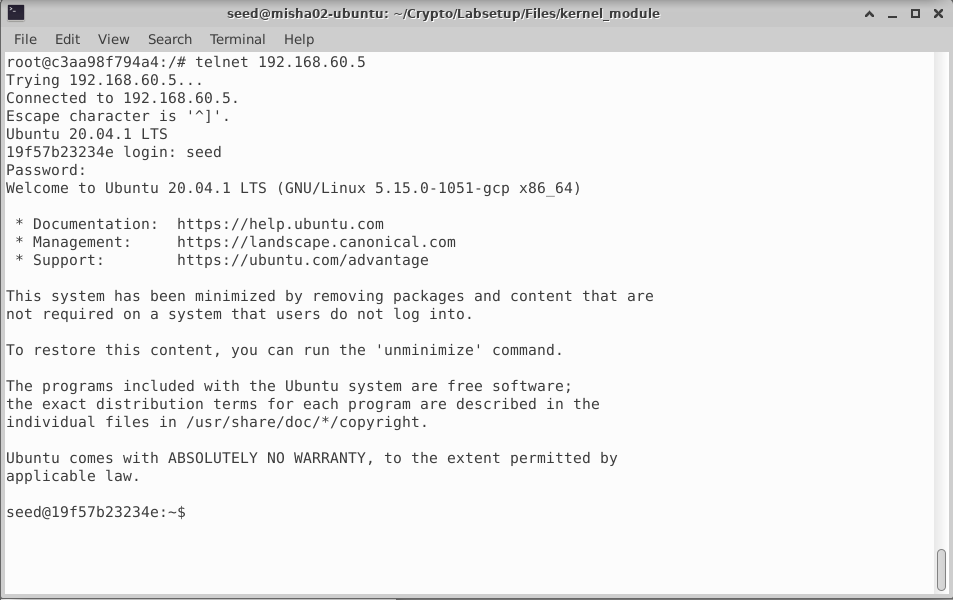 seed@misha02-ubuntu: ~/Crypto/Labsetup/Files/kernel_module
File Edit View Search Terminal Help
root@c3aa98f794a4:/# telnet 192.168.60.5
Trying 192.168.60.5...
Connected to 192.168.60.5.
Escape character is '^]'.
Ubuntu 20.04.1 LTS
19f57b23234e login: seed
Password:
Welcome to Ubuntu 20.04.1 LTS (GNU/Linux 5.15.0-1051-gcp x86_64)

 * Documentation:  https://help.ubuntu.com
 * Management:     https://landscape.canonical.com
 * Support:        https://ubuntu.com/advantage

This system has been minimized by removing packages and content that are
not required on a system that users do not log into.

To restore this content, you can run the 'unminimize' command.

The programs included with the Ubuntu system are free software;
the exact distribution terms for each program are described in the
individual files in /usr/share/doc/*/copyright.

Ubuntu comes with ABSOLUTELY NO WARRANTY, to the extent permitted by
applicable law.

seed@19f57b23234e:~$